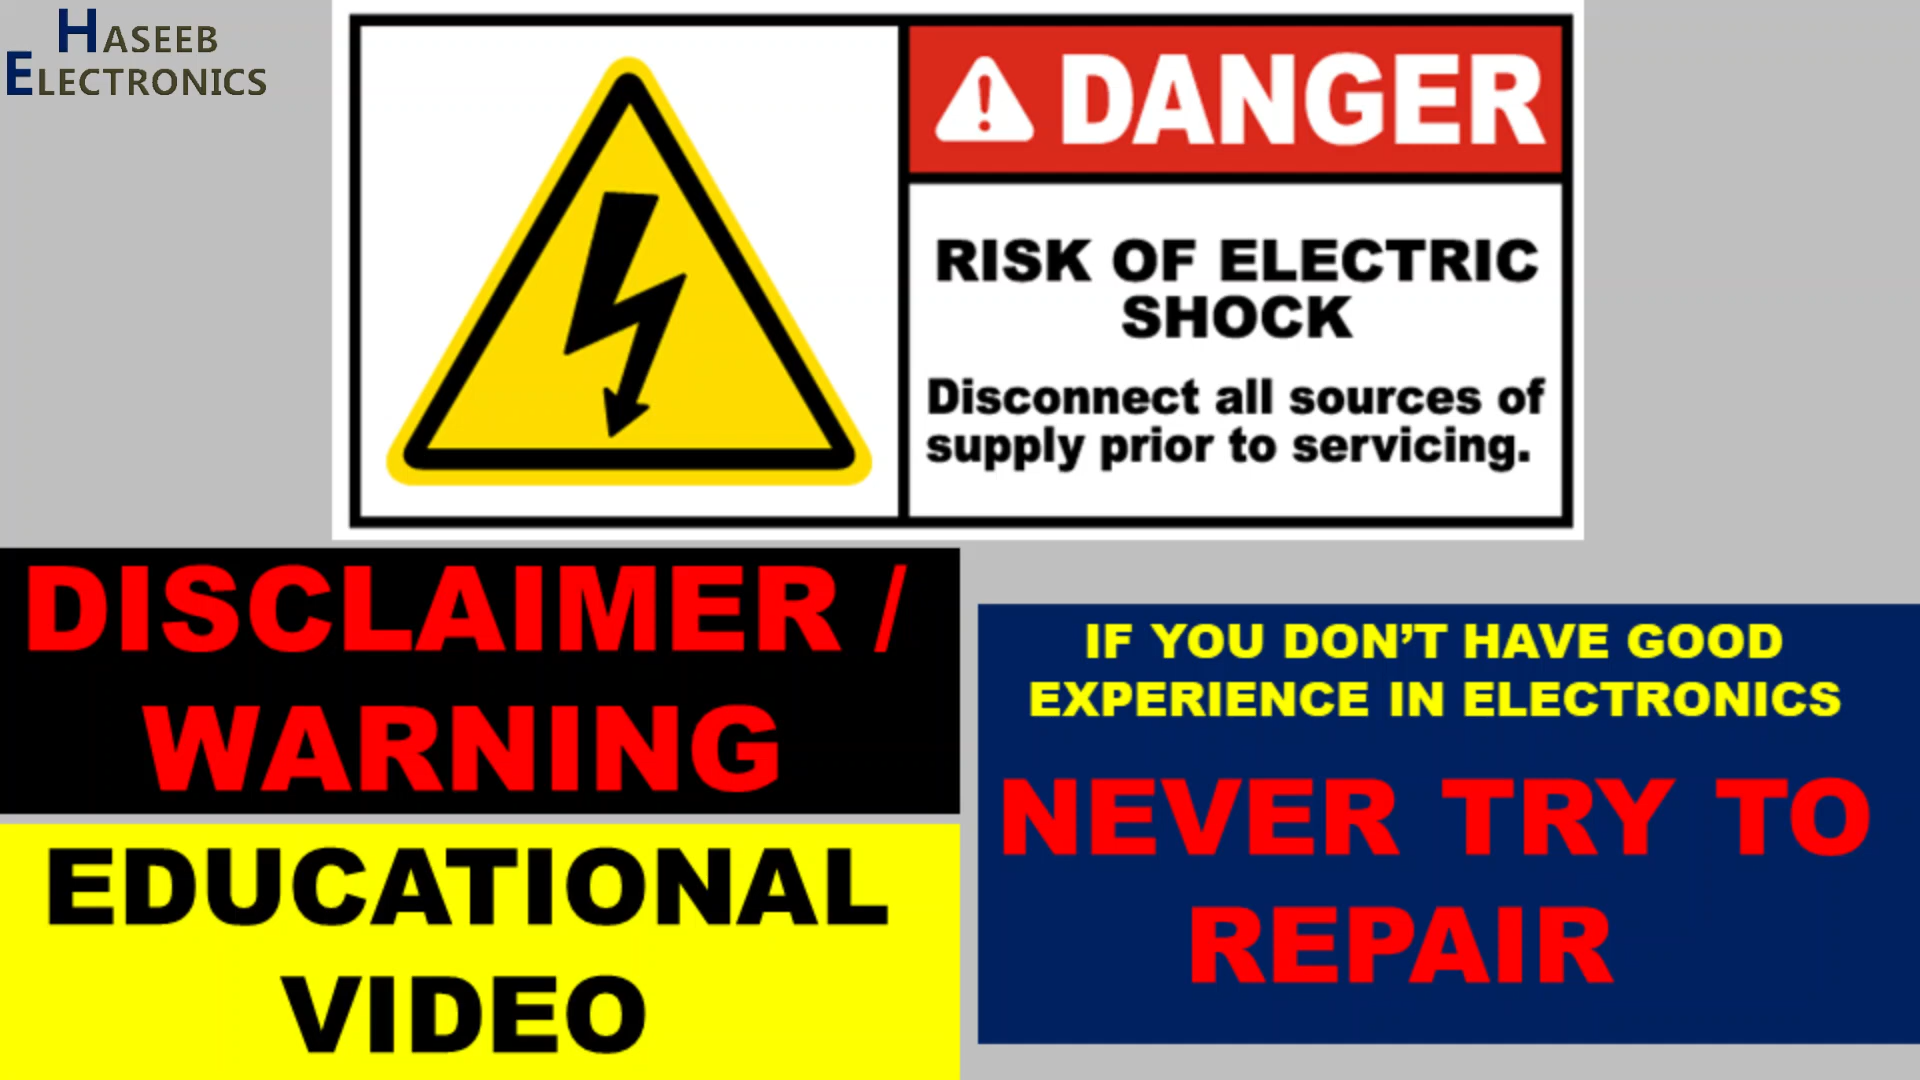 HASEEB
ELECTRONICS
DANGER
RISK OF ELECTRIC
SHOCK
Disconnect all sources of
supply prior to servicing.
DISCLAIMER /
WARNING
EDUCATIONAL
VIDEO
IF YOU DON’T HAVE GOOD
EXPERIENCE IN ELECTRONICS
NEVER TRY TO
REPAIR